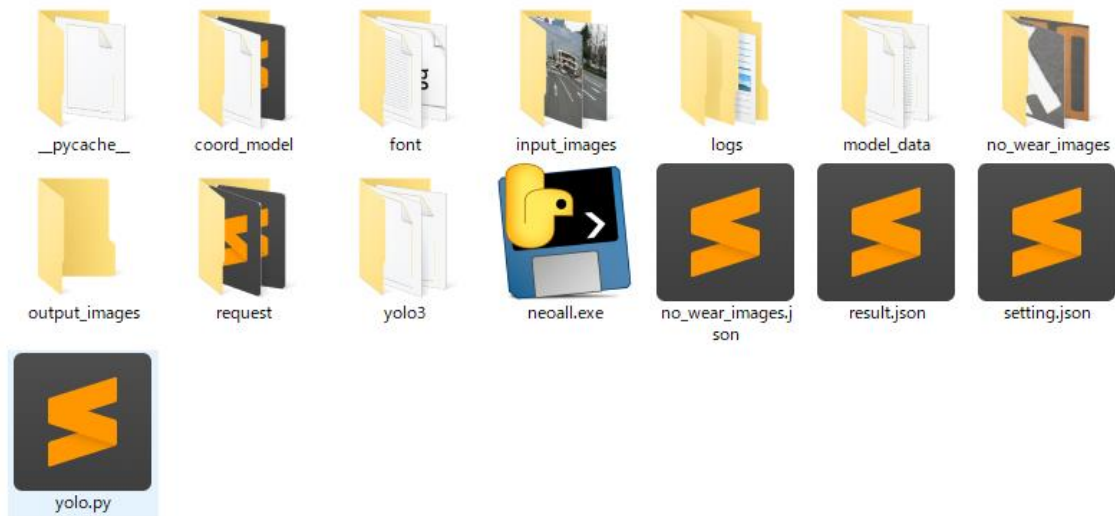 __pycache__
coord_model
font
input_images
logs
model_data
no_wear_images
output_images
request
yolo3
neoall.exe
no_wear_images.j
son
result.json
setting.json
yolo.py